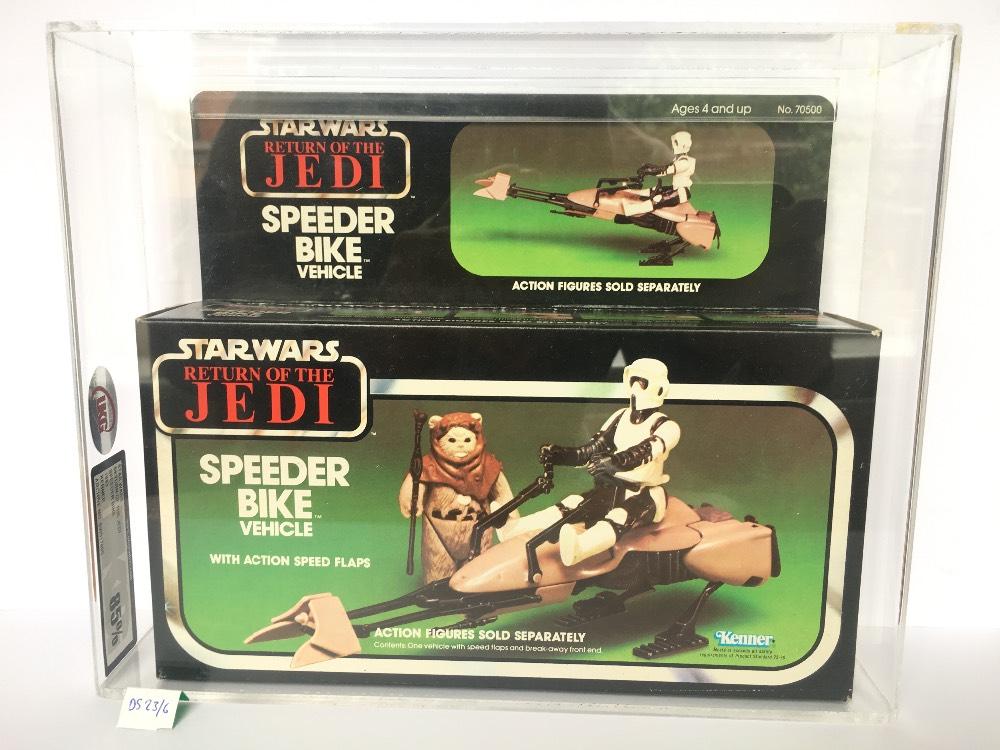 Ages 4 and up No. 70500
STAR WARS
RETURN OF THE
JEDI
SPEEDER
BIKE
VEHICLE
ACTION FIGURES SOLD SEPARATELY
STAR WARS
RETURN OF THE
JEDI
SPEEDER
BIKE
VEHICLE
WITH ACTION SPEED FLAPS
ACTION FIGURES SOLD SEPARATELY
Contents: One vehicle with speed flaps and break-away front end.
Kenner
UKG
85%
DS 23/6